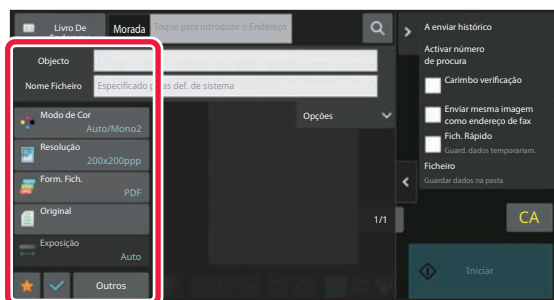 Livro De
Morada
Toque para introduzir o Endereço
Objecto
Nome Ficheiro
Especificado pelas def. de sistema
Modo de Cor
Auto/Mono2
Resolução
200x200ppp
Form. Fich.
PDF
Original
Exposição
Auto
Outros
Opções
1/1
A enviar histórico
Activar número
de procura
Carimbo verificação
Enviar mesma imagem
como endereço de fax
Fich. Rápido
Guard. dados temporariam.
Ficheiro
Guardar dados na pasta
CA
Iniciar